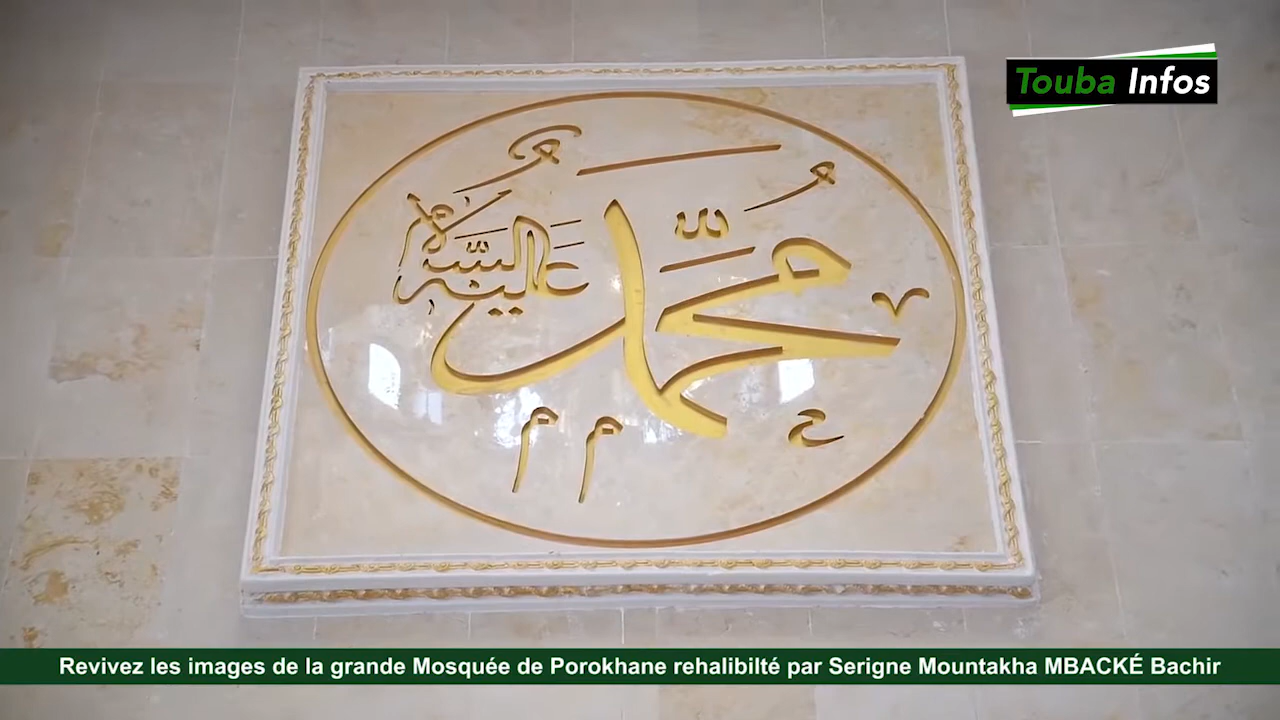 Touba Infos
محمد
عليه السلام
Revivez les images de la grande Mosquée de Porokhane rehalibilté par Serigne Mountakha MBACKÉ Bachir